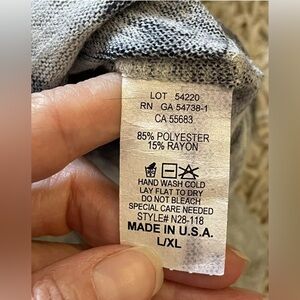 LOT 54220
RN GA 54738-1
CA 55683
85% POLYESTER
15% RAYON
HAND WASH COLD
LAY FLAT TO DRY
DO NOT BLEACH
SPECIAL CARE NEEDED
STYLE# N28-118
MADE IN U.S.A.
L/XL